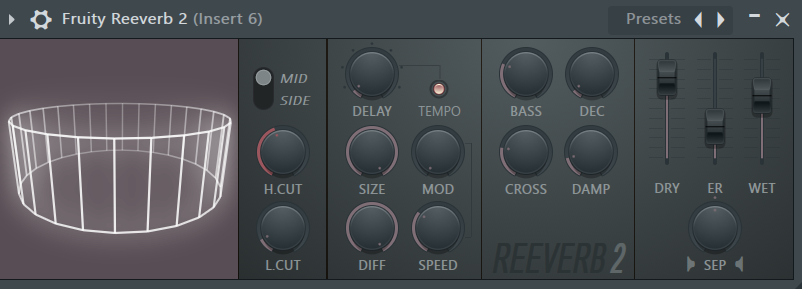 Fruity Reeverb 2 (Insert 6)
Presets
MID
SIDE
H.CUT
L.CUT
DELAY
TEMPO
SIZE
MOD
DIFF
SPEED
BASS
DEC
CROSS
DAMP
REEVERB 2
DRY
ER
WET
SEP